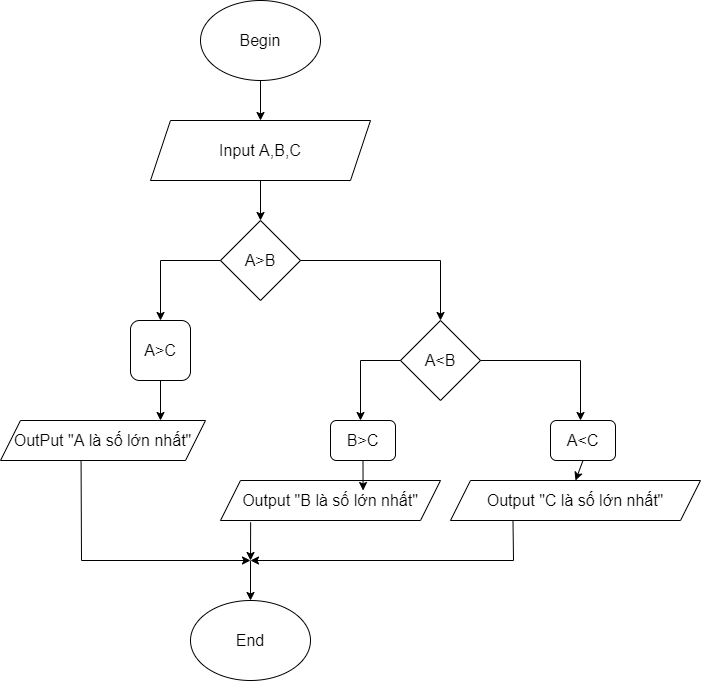 Begin
Input A,B,C
A>B
A>C
A<B
OutPut "A là số lớn nhất"
B>C
A<C
Output "B là số lớn nhất"
Output "C là số lớn nhất"
End